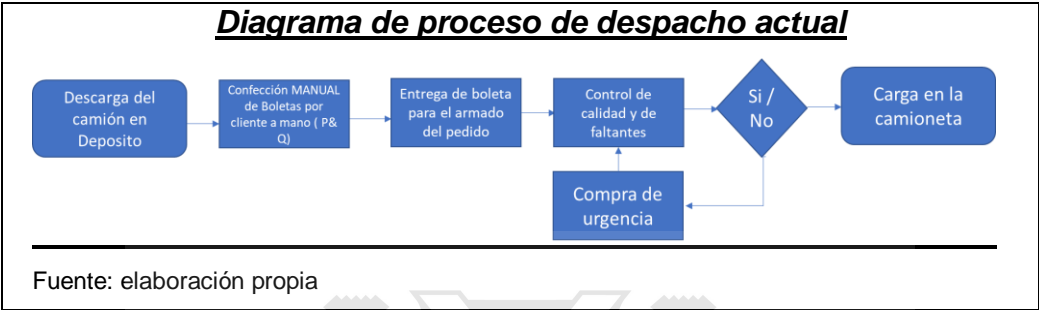 Diagrama de proceso de despacho actual
Descarga del
camión en
Deposito
Confección MANUAL
de Boletas por
cliente a mano ( P&
Q)
Entrega de boleta
para el armado
del pedido
Control de
calidad y de
faltantes
Si /
No
Carga en la
camioneta
Compra de
urgencia
Fuente: elaboración propia